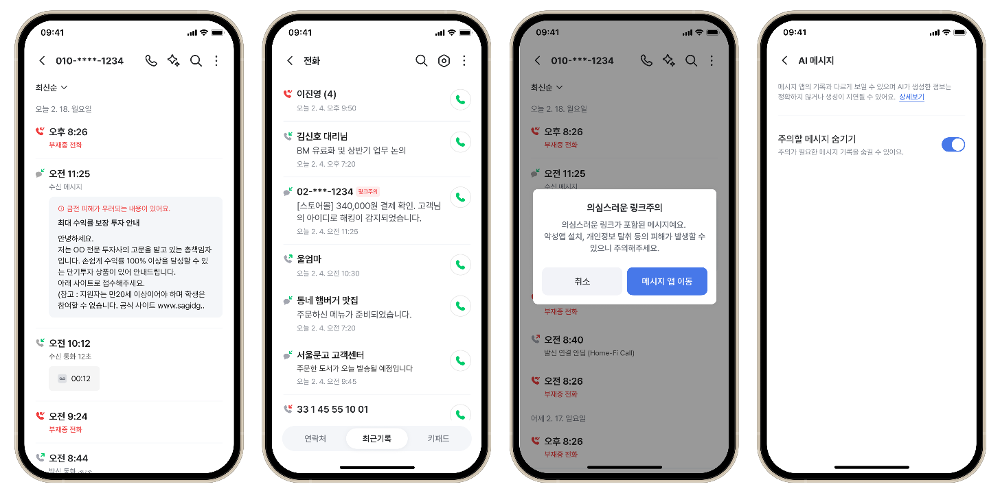 09:41
010-****-1234
최신순
오늘 2. 18. 월요일
오후 8:26
부재중 전화
오전 11:25
수신 메시지
금전 피해가 우려되는 내용이 있어요.
최대 수익률 보장 투자 안내
안녕하세요.
저는 OO 전문 투자사의 고문을 맡고 있는 총책임자
입니다. 손쉽게 수익률 100% 이상을 달성할 수 있
는 단기투자 상품이 있어 안내드립니다.
아래 사이트로 접수해주세요.
(참고 : 지원자는 만20세 이상이어야 하며 학생은
참여할 수 없습니다. 공식 사이트 www.sagidg..
오전 10:12
수신 통화 12초
00:12
오전 9:24
부재중 전화
오전 8:44
발신 통화 30초
09:41
전화
이진영 (4)
오늘 2. 4. 오후 9:50
김신호 대리님
BM 유료화 및 상반기 업무 논의
오늘 2. 4. 오후 7:20
02-***-1234 링크주의
[스토어몰] 340,000원 결제 확인. 고객님
의 아이디로 해킹이 감지되었습니다.
오늘 2. 4. 오전 11:25
울엄마
오늘 2. 4. 오전 10:30
동네 햄버거 맛집
주문하신 메뉴가 준비되었습니다.
오늘 2. 4. 오전 7:20
서울문고 고객센터
주문한 도서가 오늘 발송될 예정입니다
오늘 2. 4. 오전 9:45
33 1 45 55 10 01
연락처 최근기록 키패드
09:41
010-***-1234
최신순
오늘 2. 18. 월요일
오후 8:26
부재중 전화
오전 11:25
수신 메시지
의심스러운 링크주의
의심스러운 링크가 포함된 메시지예요.
악성앱 설치, 개인정보 탈취 등의 피해가 발생할 수
있으니 주의해주세요.
취소 메시지 앱 이동
부재중 전화
오전 8:40
발신 연결 안됨 (Home-Fi Call)
오전 8:26
부재중 전화
어제 2. 17. 일요일
오후 8:26
부재중 전화
09:41
AI 메시지
메시지 앱의 기록과 다르게 보일 수 있으며 AI가 생성한 정보는
정확하지 않거나 생성이 지연될 수 있어요. 상세보기
주의할 메시지 숨기기
주의가 필요한 메시지 기록을 숨길 수 있어요.